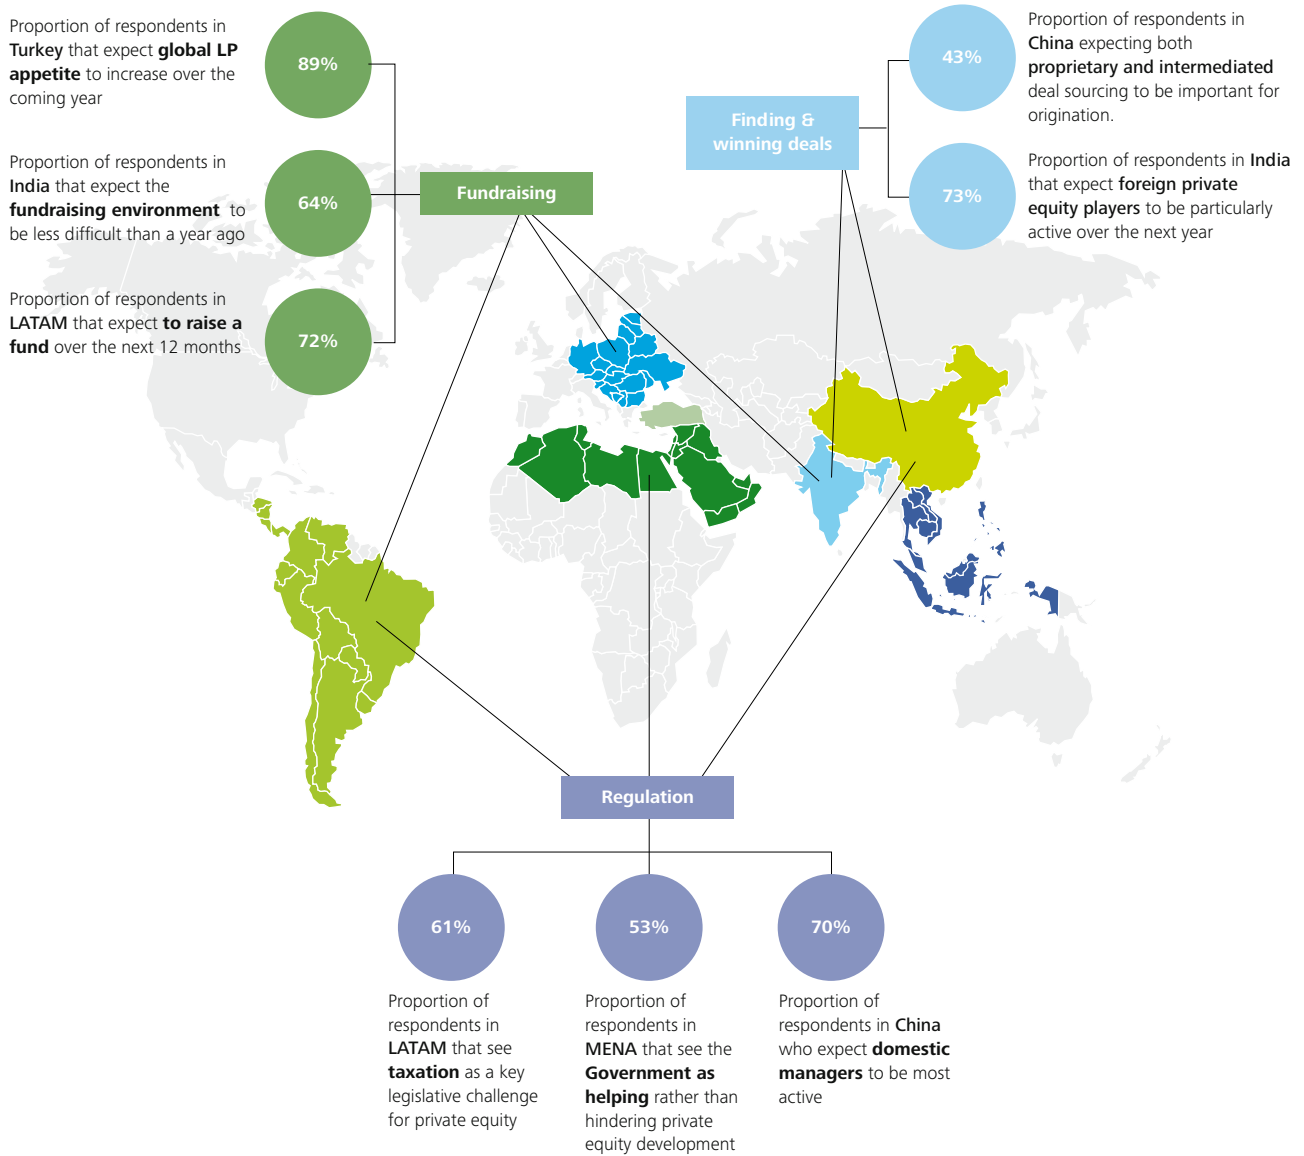 Proportion of respondents in
Turkey that expect global LP
appetite to increase over the
coming year
89%
Proportion of respondents in
India that expect the
fundraising environment to
be less difficult than a year ago
64%
Proportion of respondents in
LATAM that expect to raise a
fund over the next 12 months
72%
Fundraising
Finding &
winning deals
43%
Proportion of respondents in
China expecting both
proprietary and intermediated
deal sourcing to be important for
origination.
73%
Proportion of respondents in India
that expect foreign private
equity players to be particularly
active over the next year
Regulation
61%
Proportion of
respondents in
LATAM that see
taxation as a key
legislative challenge
for private equity
53%
Proportion of
respondents in
MENA that see the
Government as
helping rather than
hindering private
equity development
70%
Proportion of
respondents in China
who expect domestic
managers to be most
active